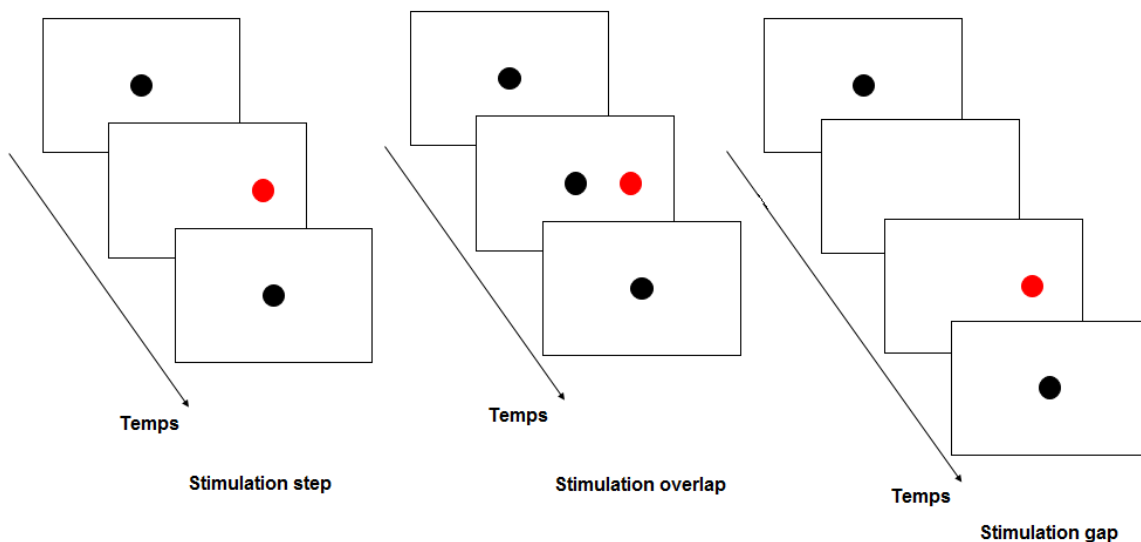 Temps
Stimulation step
Temps
Stimulation overlap
Temps
Stimulation gap